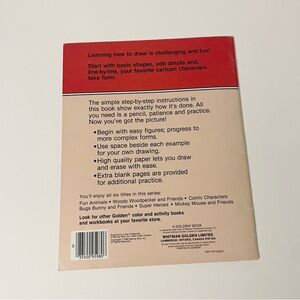 Learning how to draw is challenging and fun!
Start with basic shapes, add details and,
line-by-line, your favorite cartoon characters
take form.
The simple step-by-step instructions in
this book show exactly how it's done. All
you need is a pencil, patience and practice.
Now you've got the picture!
• Begin with easy figures; progress to
more complex forms.
• Use space beside each example
for your own drawing.
• High quality paper lets you draw
and erase with ease.
• Extra blank pages are provided
for additional practice.
You'll enjoy all six titles in this series:
Fun Animals • Woody Woodpecker and Friends • Comic Characters
Bugs Bunny and Friends • Super Heroes • Mickey Mouse and Friends
Look for other Golden® color and activity books
and workbooks at your favorite store.
A GOLDEN® BOOK
WHITMAN GOLDEN LIMITED
CAMBRIDGE, ONTARIO, CANADA